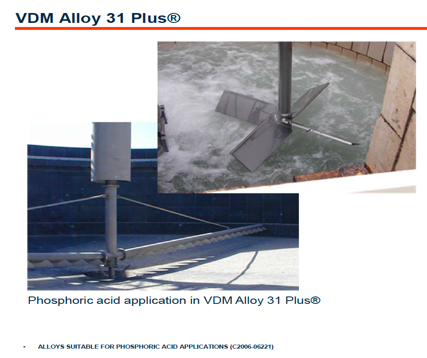 VDM Alloy 31 Plus®
Phosphoric acid application in VDM Alloy 31 Plus®
• ALLOYS SUITABLE FOR PHOSPHORIC ACID APPLICATIONS (C2006-06221)